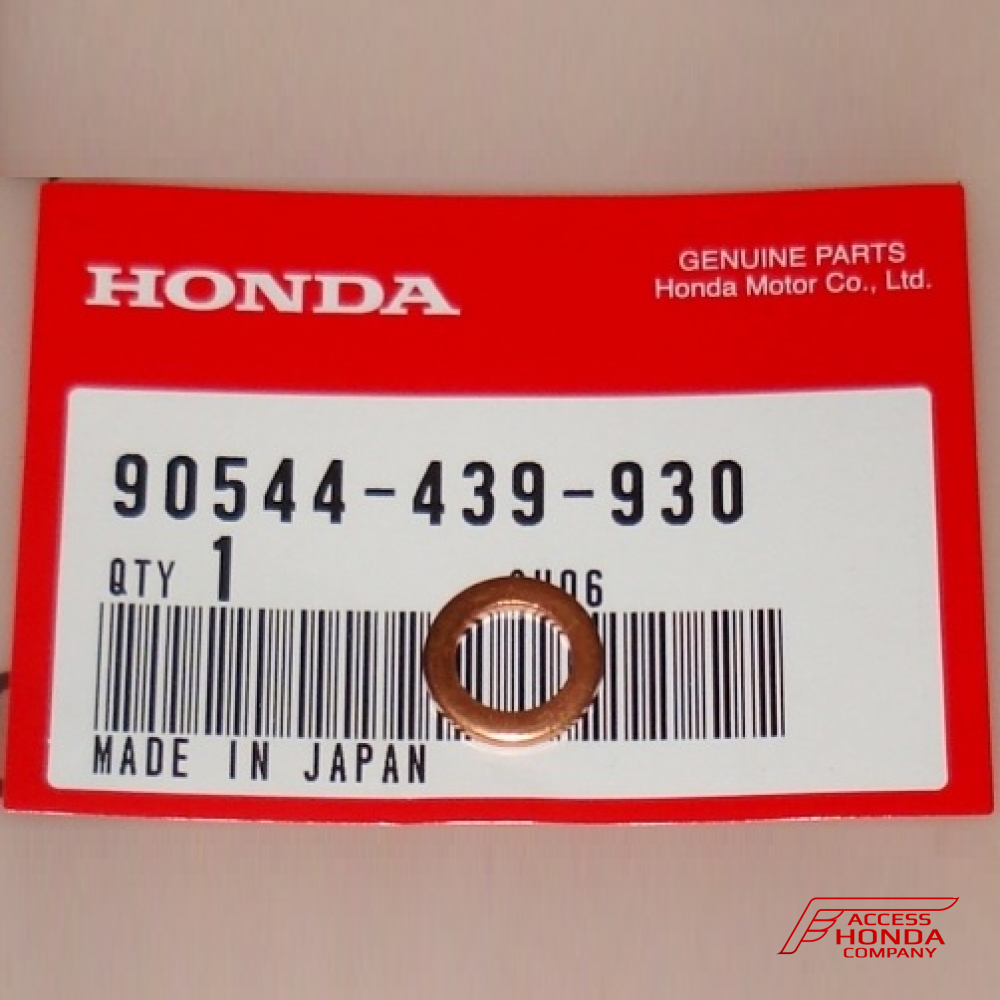 HONDA
GENUINE PARTS
Honda Motor Co., Ltd.
90544-439-930
QTY 1
MADE IN JAPAN
ACCESS
HONDA
COMPANY